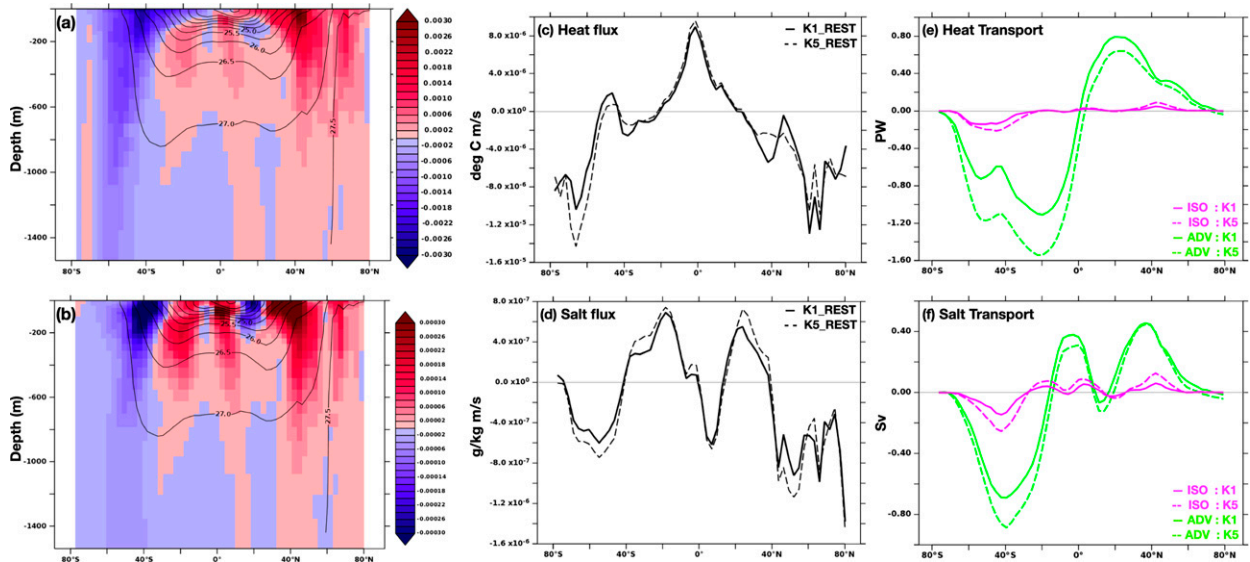 (a)
-200
-600
-1000
-1400
Depth (m)
25.0
25.5
26.0
26.5
27.0
27.5
80°S
40°S
0°
40°N
80°N
0.0030
0.0028
0.0022
0.0018
0.0014
0.0010
0.0006
0.0002
-0.0002
-0.0006
-0.0010
-0.0014
-0.0018
-0.0022
-0.0028
-0.0030
(b)
-200
-600
-1000
-1400
Depth (m)
25.5
26.0
26.5
27.0
27.5
80°S
40°S
0°
40°N
80°N
0.00030
0.00028
0.00022
0.00018
0.00014
0.00010
0.00006
0.00002
-0.00002
-0.00006
-0.00010
-0.00014
-0.00018
-0.00022
-0.00028
-0.00030
(c) Heat flux
K1_REST
K5_REST
8.0 x10⁻⁶
4.0 x10⁻⁶
0.0 x10⁰
-4.0 x10⁻⁶
-8.0 x10⁻⁶
-1.2 x10⁻⁵
-1.6 x10⁻⁵
deg C m/s
80°S
40°S
0°
40°N
80°N
(d) Salt flux
K1_REST
K5_REST
8.0 x10⁻⁷
4.0 x10⁻⁷
0.0 x10⁰
-4.0 x10⁻⁷
-8.0 x10⁻⁷
-1.2 x10⁻⁶
-1.6 x10⁻⁶
g/kg m/s
80°S
40°S
0°
40°N
80°N
(e) Heat Transport
0.80
0.40
0.00
-0.40
-0.80
-1.20
-1.60
PW
ISO : K1
ISO : K5
ADV : K1
ADV : K5
80°S
40°S
0°
40°N
80°N
(f) Salt Transport
0.40
0.00
-0.40
-0.80
Sv
ISO : K1
ISO : K5
ADV : K1
ADV : K5
80°S
40°S
0°
40°N
80°N